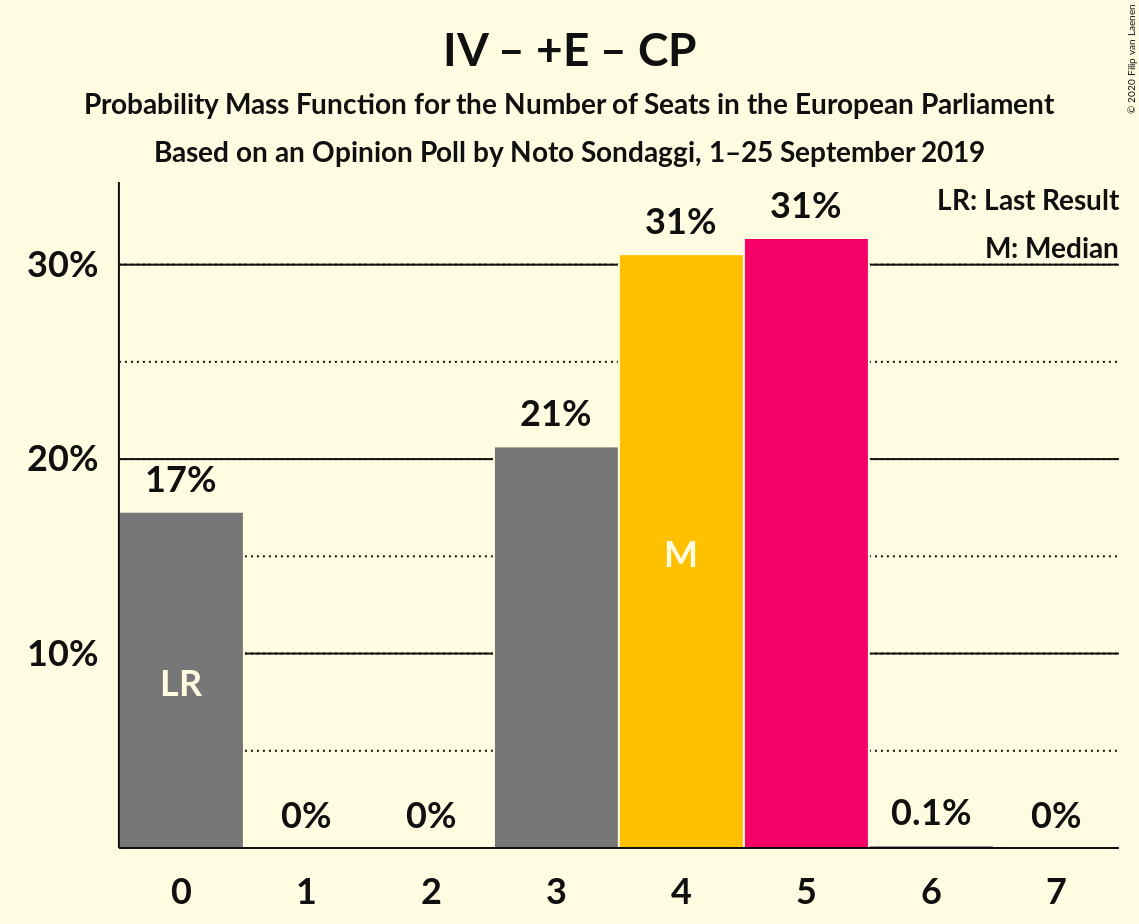 IV – +E – CP
Probability Mass Function for the Number of Seats in the European Parliament
Based on an Opinion Poll by Noto Sondaggi, 1–25 September 2019
© 2020 Filip van Laenen
LR: Last Result
M: Median
30%
20%
10%
17%
0%
0%
21%
31%
31%
0.1%
0%
LR
M
0 1 2 3 4 5 6 7